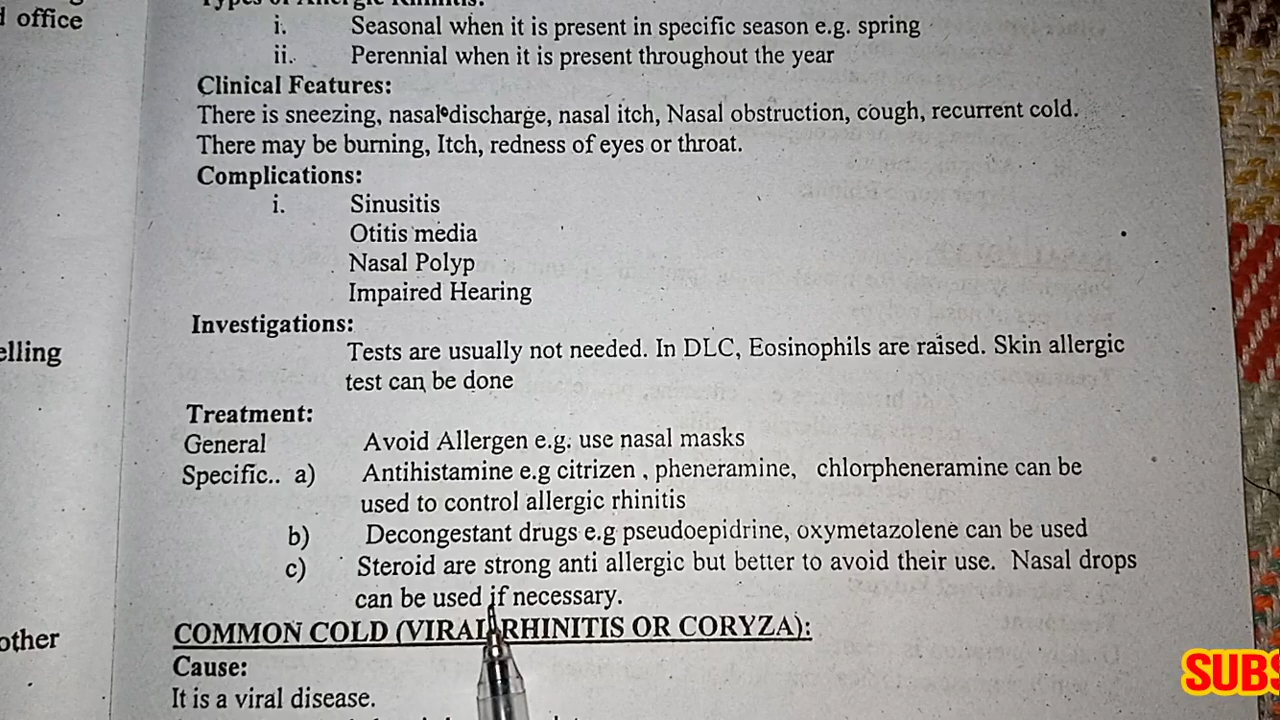 d office
Types of Allergic Rhinitis:
i. Seasonal when it is present in specific season e.g. spring
ii. Perennial when it is present throughout the year
Clinical Features:
There is sneezing, nasal discharge, nasal itch, Nasal obstruction, cough, recurrent cold.
There may be burning, Itch, redness of eyes or throat.
Complications:
i. Sinusitis
Otitis media
Nasal Polyp
Impaired Hearing
Investigations:
elling
Tests are usually not needed. In DLC, Eosinophils are raised. Skin allergic
test can be done
Treatment:
General Avoid Allergen e.g. use nasal masks
Specific.. a) Antihistamine e.g citrizen , pheneramine, chlorpheneramine can be
used to control allergic rhinitis
b) Decongestant drugs e.g pseudoepidrine, oxymetazolene can be used
c) Steroid are strong anti allergic but better to avoid their use. Nasal drops
can be used if necessary.
other
COMMON COLD (VIRAL RHINITIS OR CORYZA):
Cause:
It is a viral disease.
SUBS